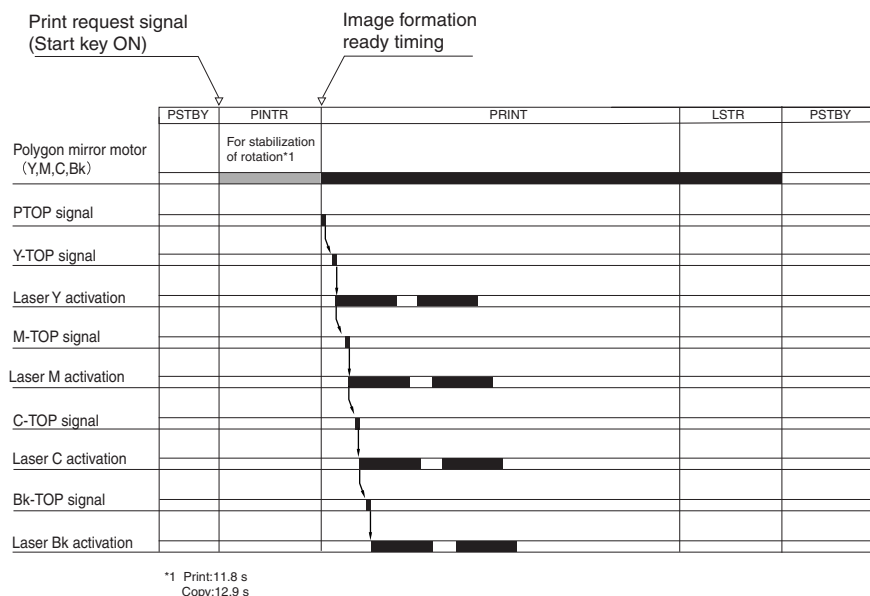 Print request signal
(Start key ON)
Image formation
ready timing
PSTBY PINTR PRINT LSTR PSTBY
Polygon mirror motor
(Y,M,C,Bk)
For stabilization
of rotation*1
PTOP signal
Y-TOP signal
Laser Y activation
M-TOP signal
Laser M activation
C-TOP signal
Laser C activation
Bk-TOP signal
Laser Bk activation
*1 Print:11.8 s
Copy:12.9 s